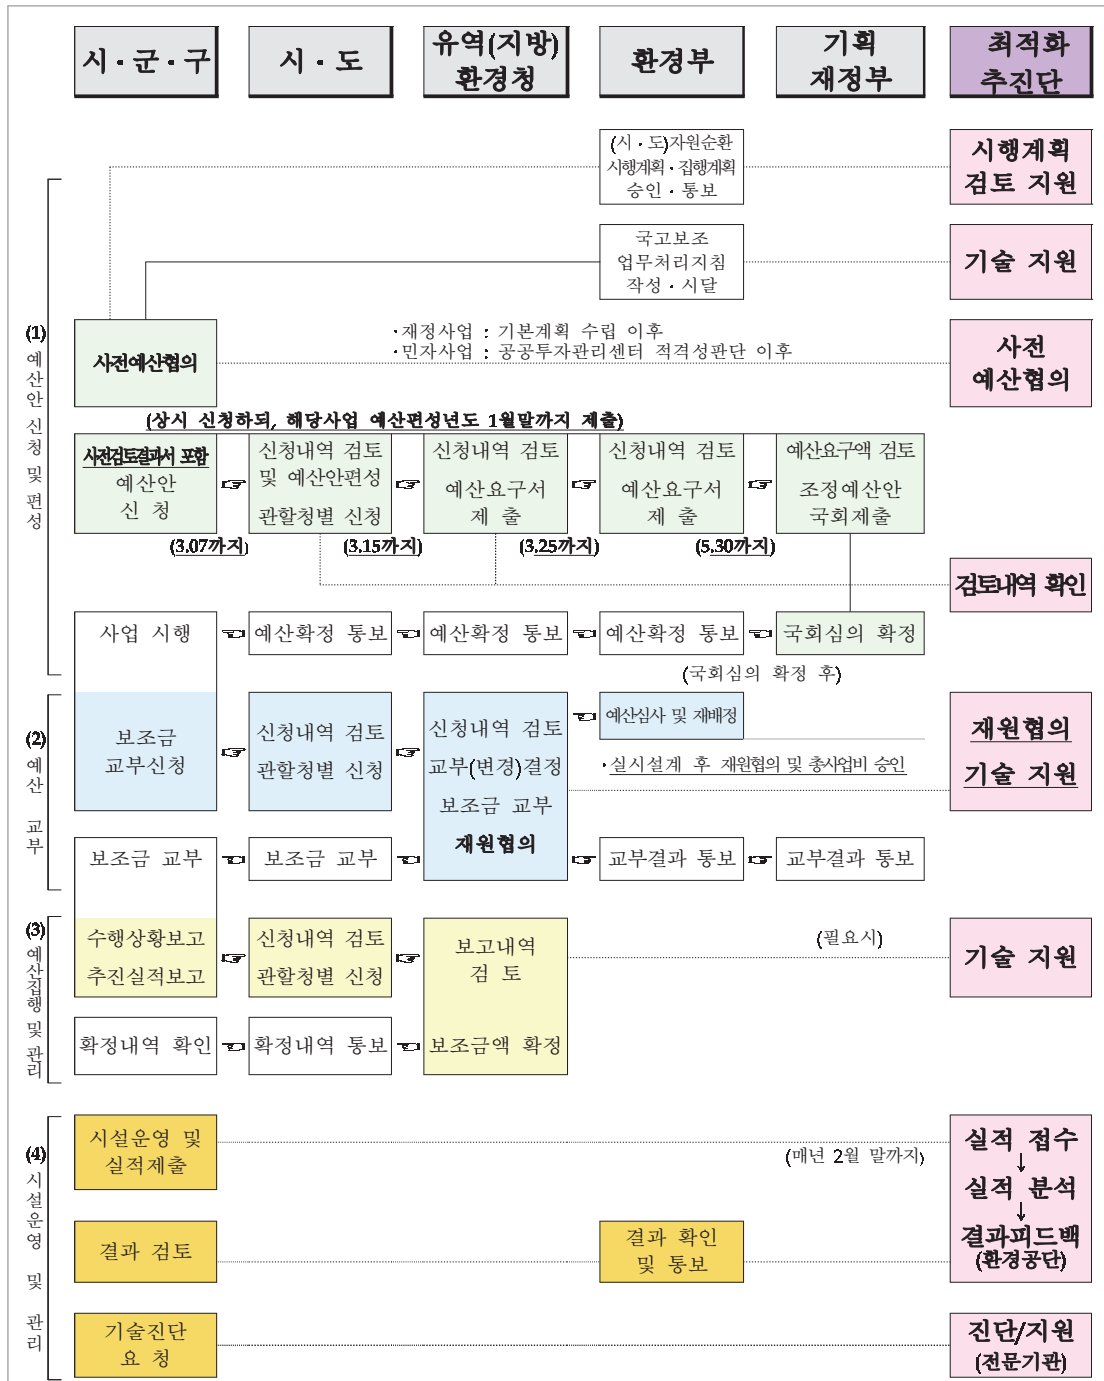 시·군·구
시·도
유역(지방)
환경청
환경부
기획
재정부
최적화
추진단
(1)
예산안 신청 및 편성
(시·도)자원순환
시행계획·집행계획
승인·통보
시행계획
검토 지원
국고보조
업무처리지침
작성·시달
기술 지원
사전예산협의
·재정사업 : 기본계획 수립 이후
·민자사업 : 공공투자관리센터 적격성판단 이후
사전
예산협의
(상시 신청하되, 해당사업 예산편성년도 1월말까지 제출)
사전검토결과서 포함
예산안
신 청
☞
신청내역 검토
및 예산안편성
관할청별 신청
☞
신청내역 검토
예산요구서
제 출
☞
신청내역 검토
예산요구서
제 출
☞
예산요구액 검토
조정예산안
국회제출
(3.07까지)
(3.15까지)
(3.25까지)
(5.30까지)
검토내역 확인
사업 시행
☜
예산확정 통보
☜
예산확정 통보
☜
예산확정 통보
☜
국회심의 확정
(국회심의 확정 후)
(2)
예산 교부
보조금
교부신청
☞
신청내역 검토
관할청별 신청
☞
신청내역 검토
교부(변경)결정
보조금 교부
재원협의
☜
예산심사 및 재배정
·실시설계 후 재원협의 및 총사업비 승인
재원협의
기술 지원
보조금 교부
☜
보조금 교부
☜
☞
교부결과 통보
☞
교부결과 통보
(3)
예산집행 및 관리
수행상황보고
추진실적보고
☞
신청내역 검토
관할청별 신청
☞
보고내역
검 토
(필요시)
기술 지원
확정내역 확인
☜
확정내역 통보
☜
보조금액 확정
(4)
시설운영 및 관리
시설운영 및
실적제출
(매년 2월 말까지)
실적 접수
↓
실적 분석
↓
결과피드백
(환경공단)
결과 검토
결과 확인
및 통보
기술진단
요 청
진단/지원
(전문기관)